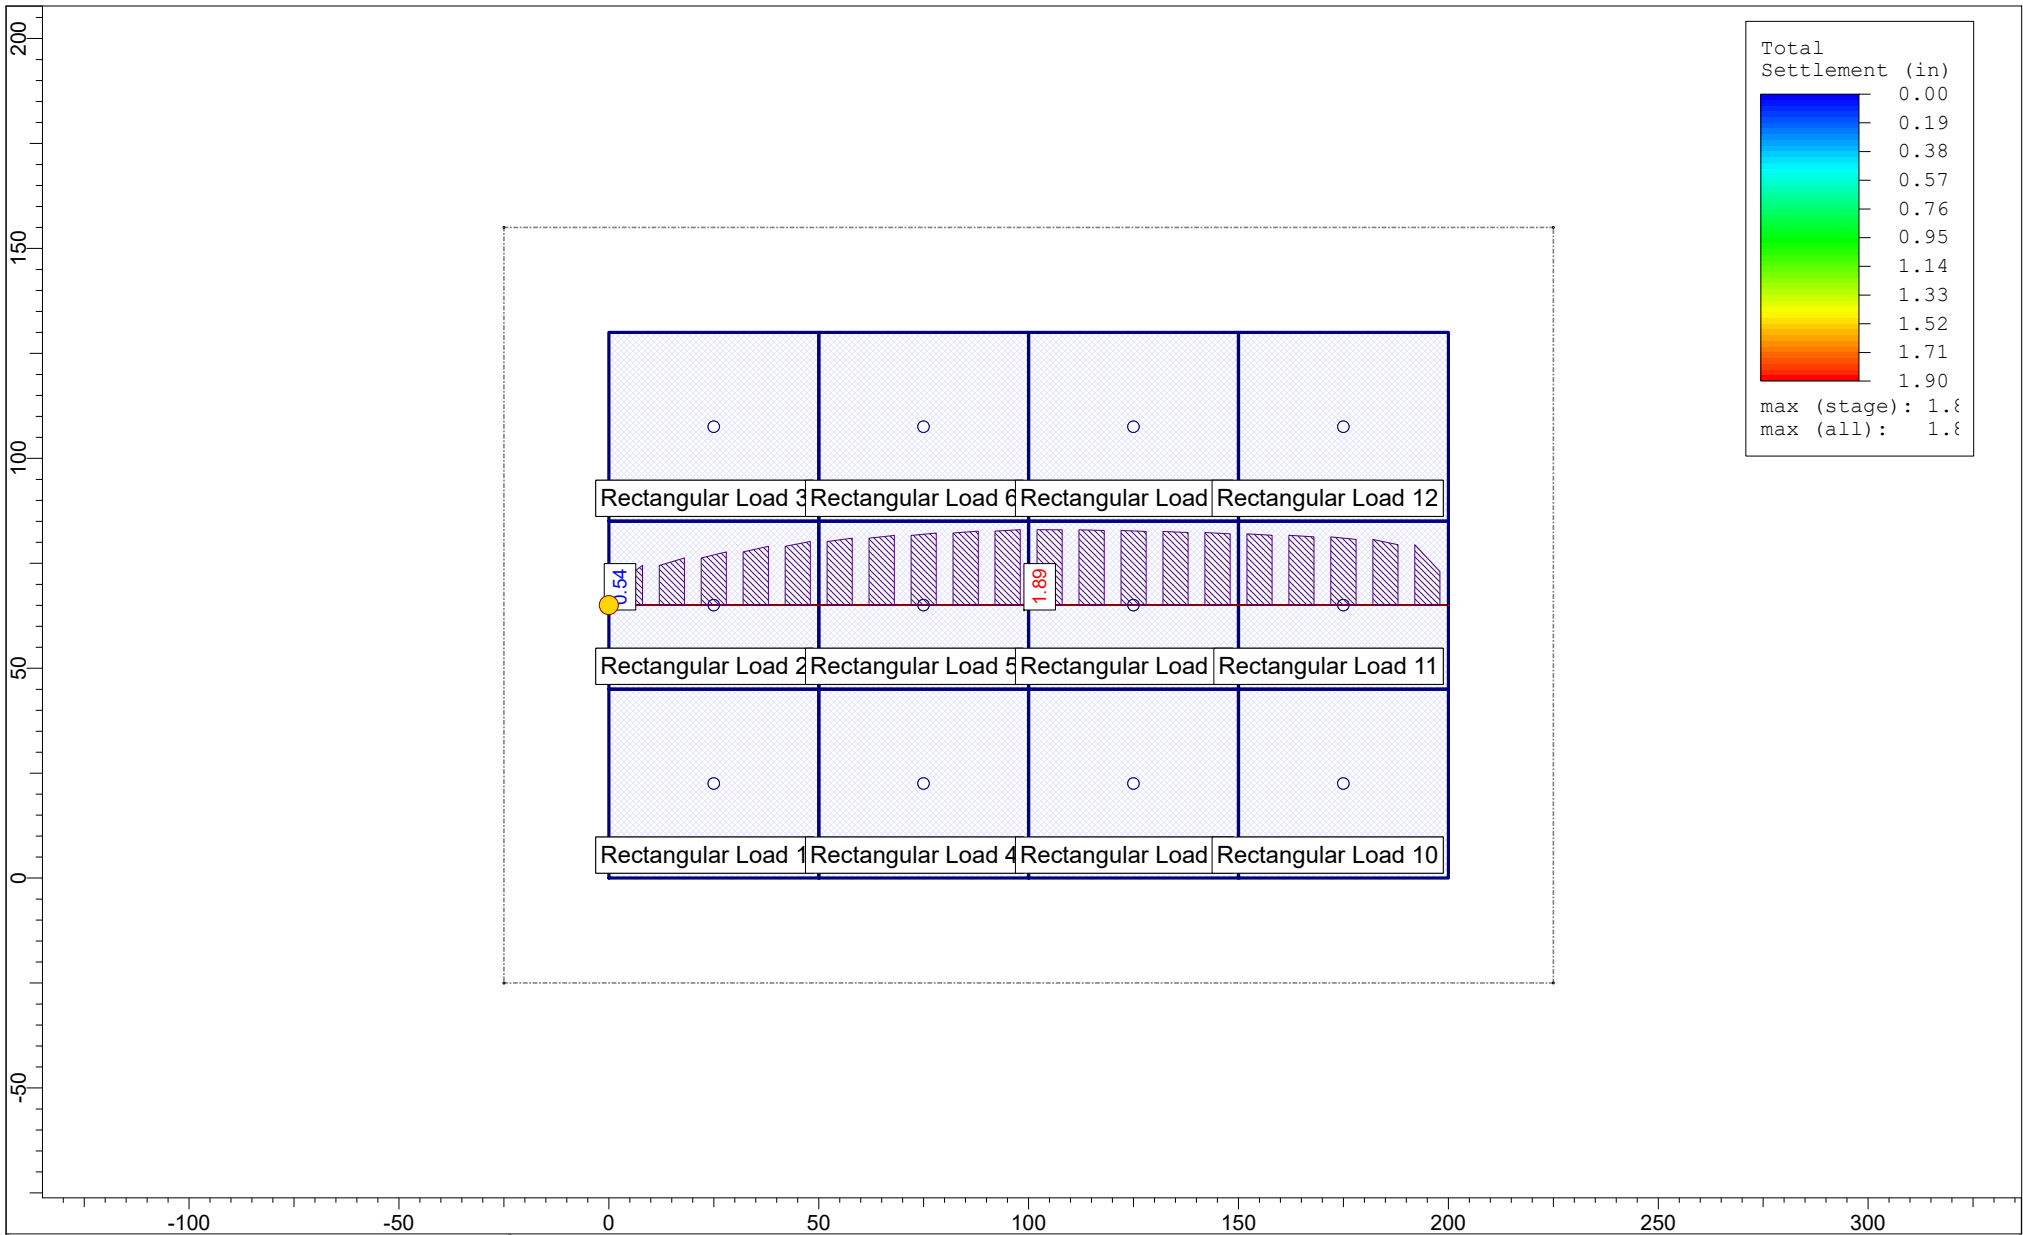 Total
Settlement (in)
0.00
0.19
0.38
0.57
0.76
0.95
1.14
1.33
1.52
1.71
1.90
max (stage): 1.8
max (all): 1.8
200
150
100
50
0
-50
Rectangular Load 3
Rectangular Load 6
Rectangular Load
Rectangular Load 12
0.54
1.89
Rectangular Load 2
Rectangular Load 5
Rectangular Load
Rectangular Load 11
Rectangular Load 1
Rectangular Load 4
Rectangular Load
Rectangular Load 10
-100
-50
0
50
100
150
200
250
300